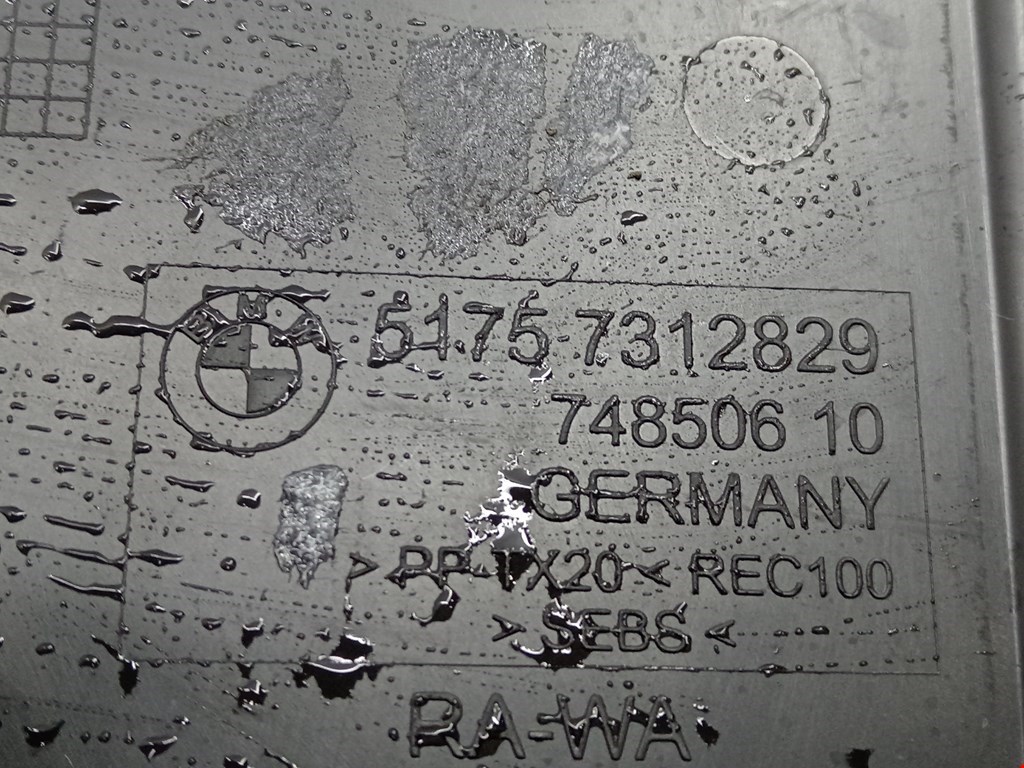 BMW
5175 7312829
748506 10
GERMANY
>PP-TX20< REC100
>SEBS<
RA-WA